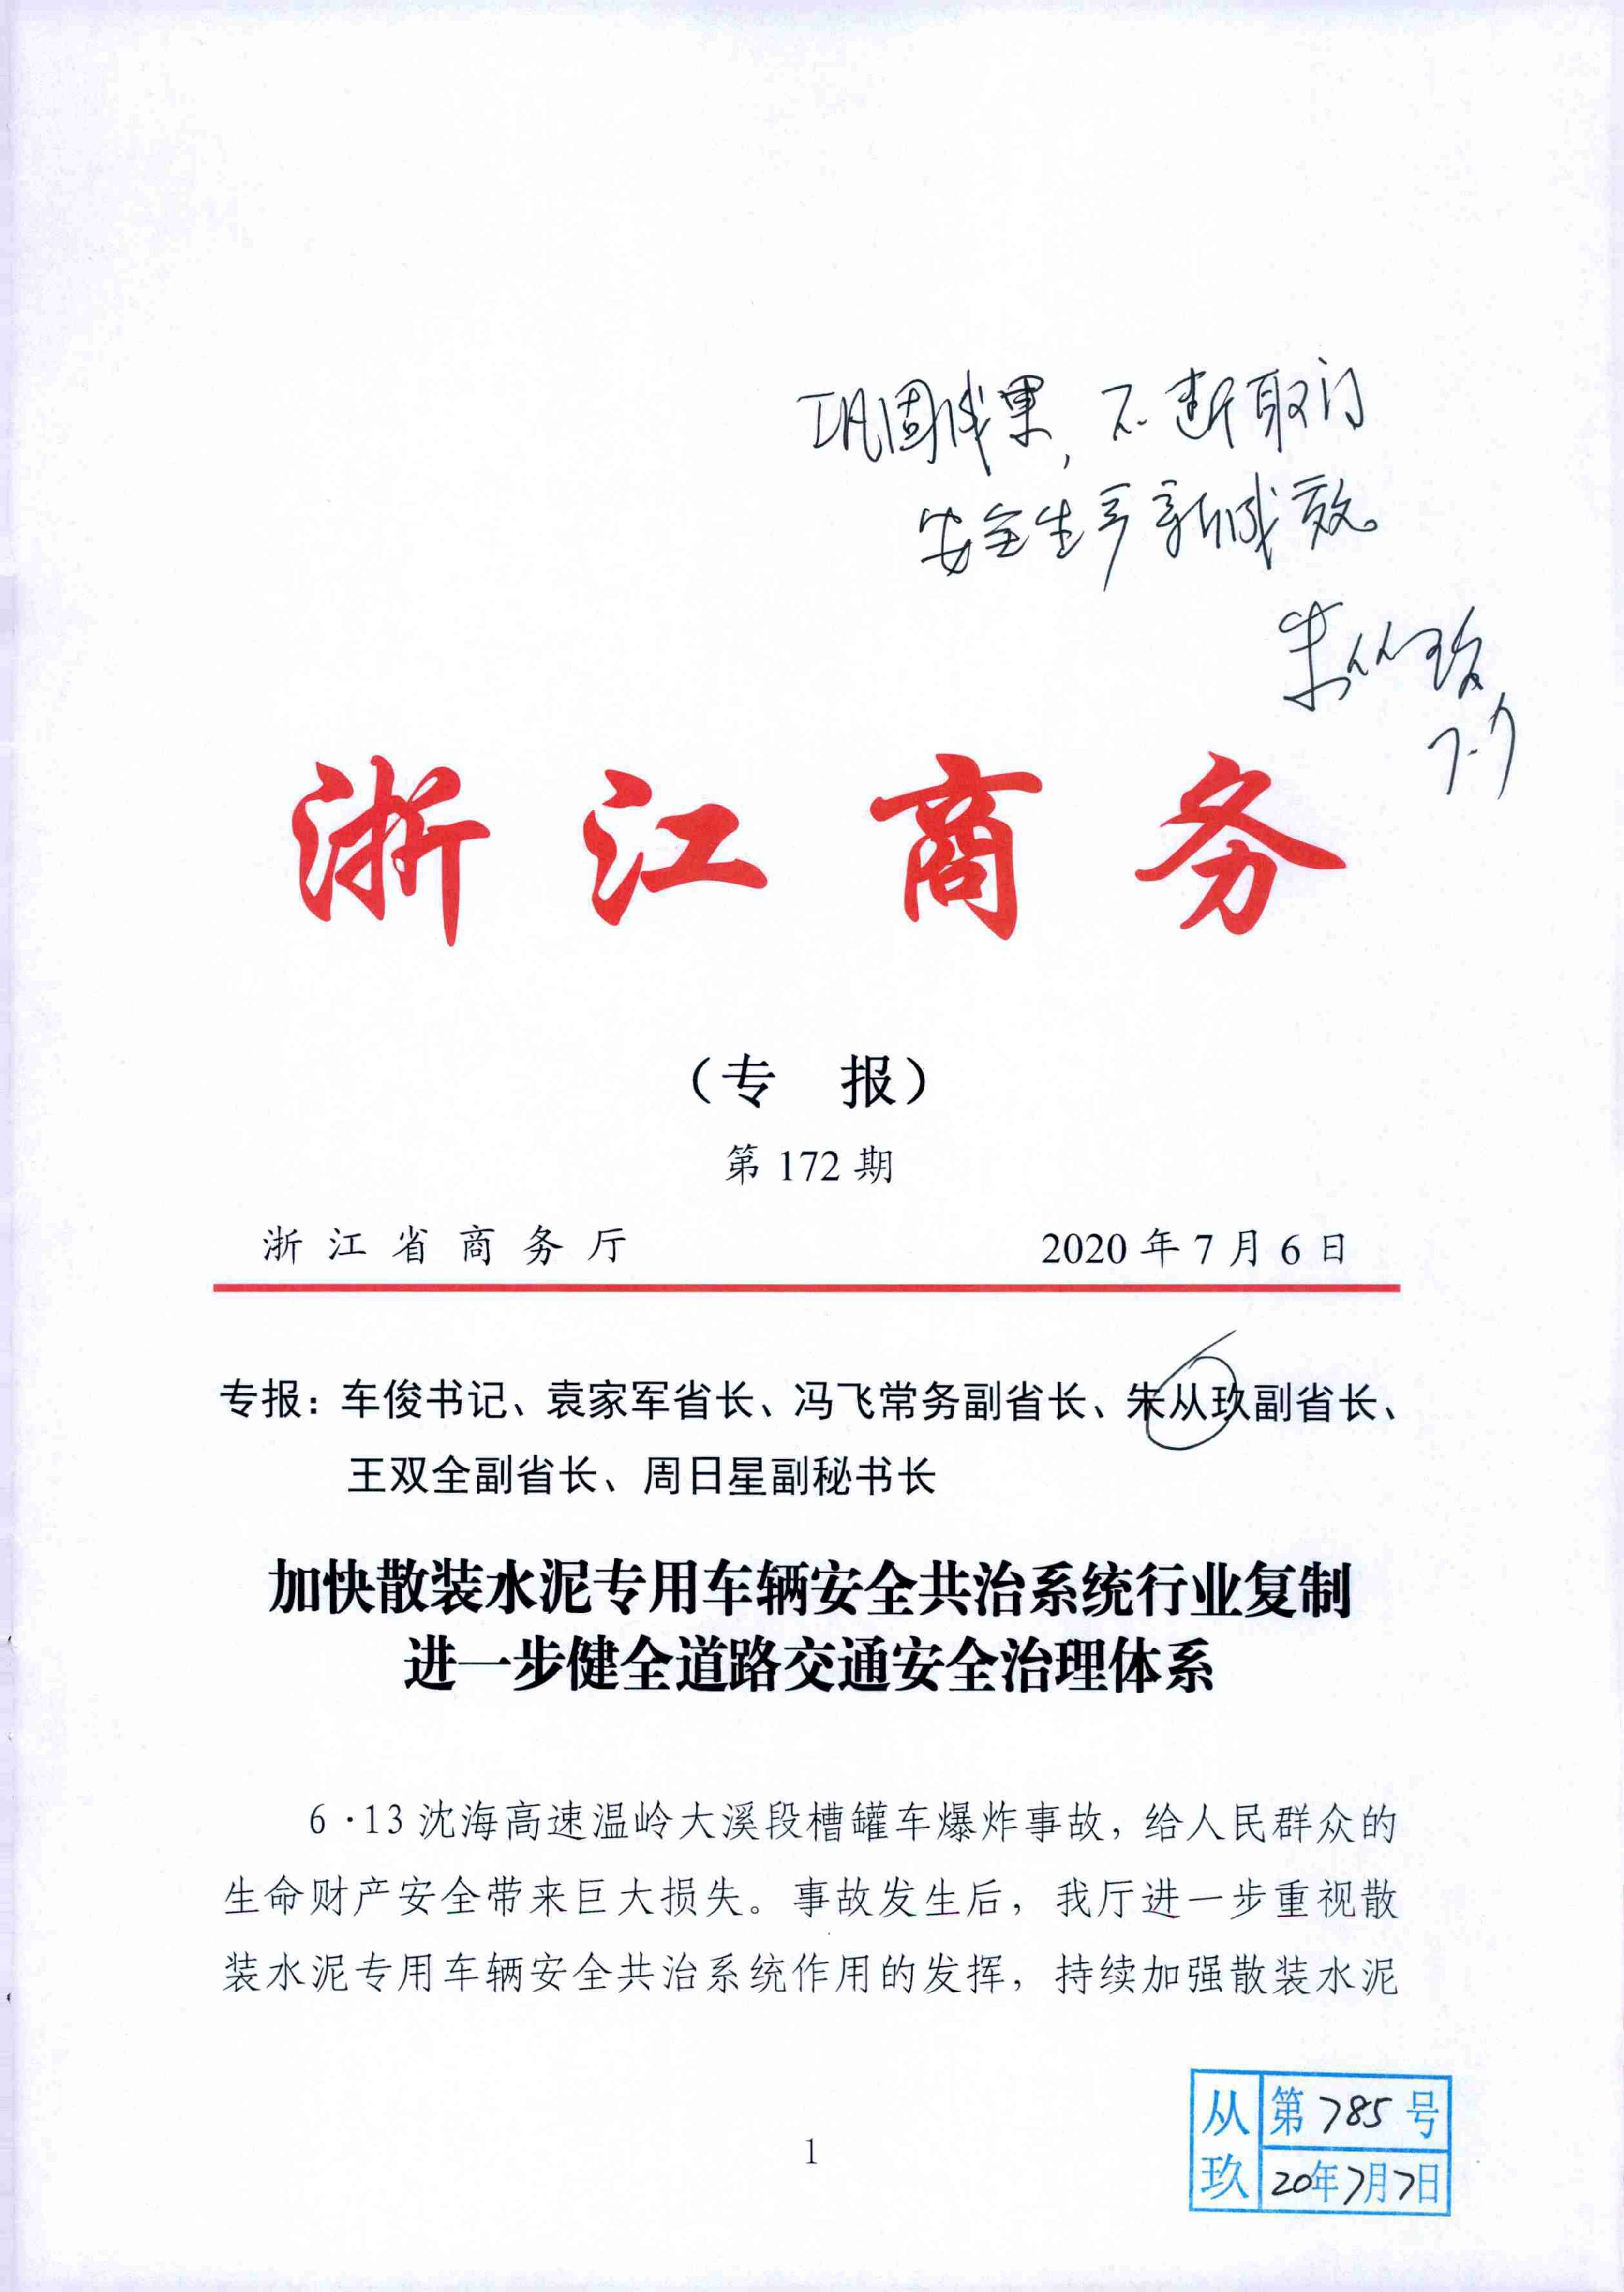 巩固成果，不断取得
安全生产新成效。
朱从玖
7-7
浙江商务
（专 报）
第 172 期
浙江省商务厅 2020 年 7 月 6 日
专报：车俊书记、袁家军省长、冯飞常务副省长、朱从玖副省长、
王双全副省长、周日星副秘书长
加快散装水泥专用车辆安全共治系统行业复制
进一步健全道路交通安全治理体系
6·13 沈海高速温岭大溪段槽罐车爆炸事故，给人民群众的
生命财产安全带来巨大损失。事故发生后，我厅进一步重视散
装水泥专用车辆安全共治系统作用的发挥，持续加强散装水泥
1
从玖
第785号
20年7月7日